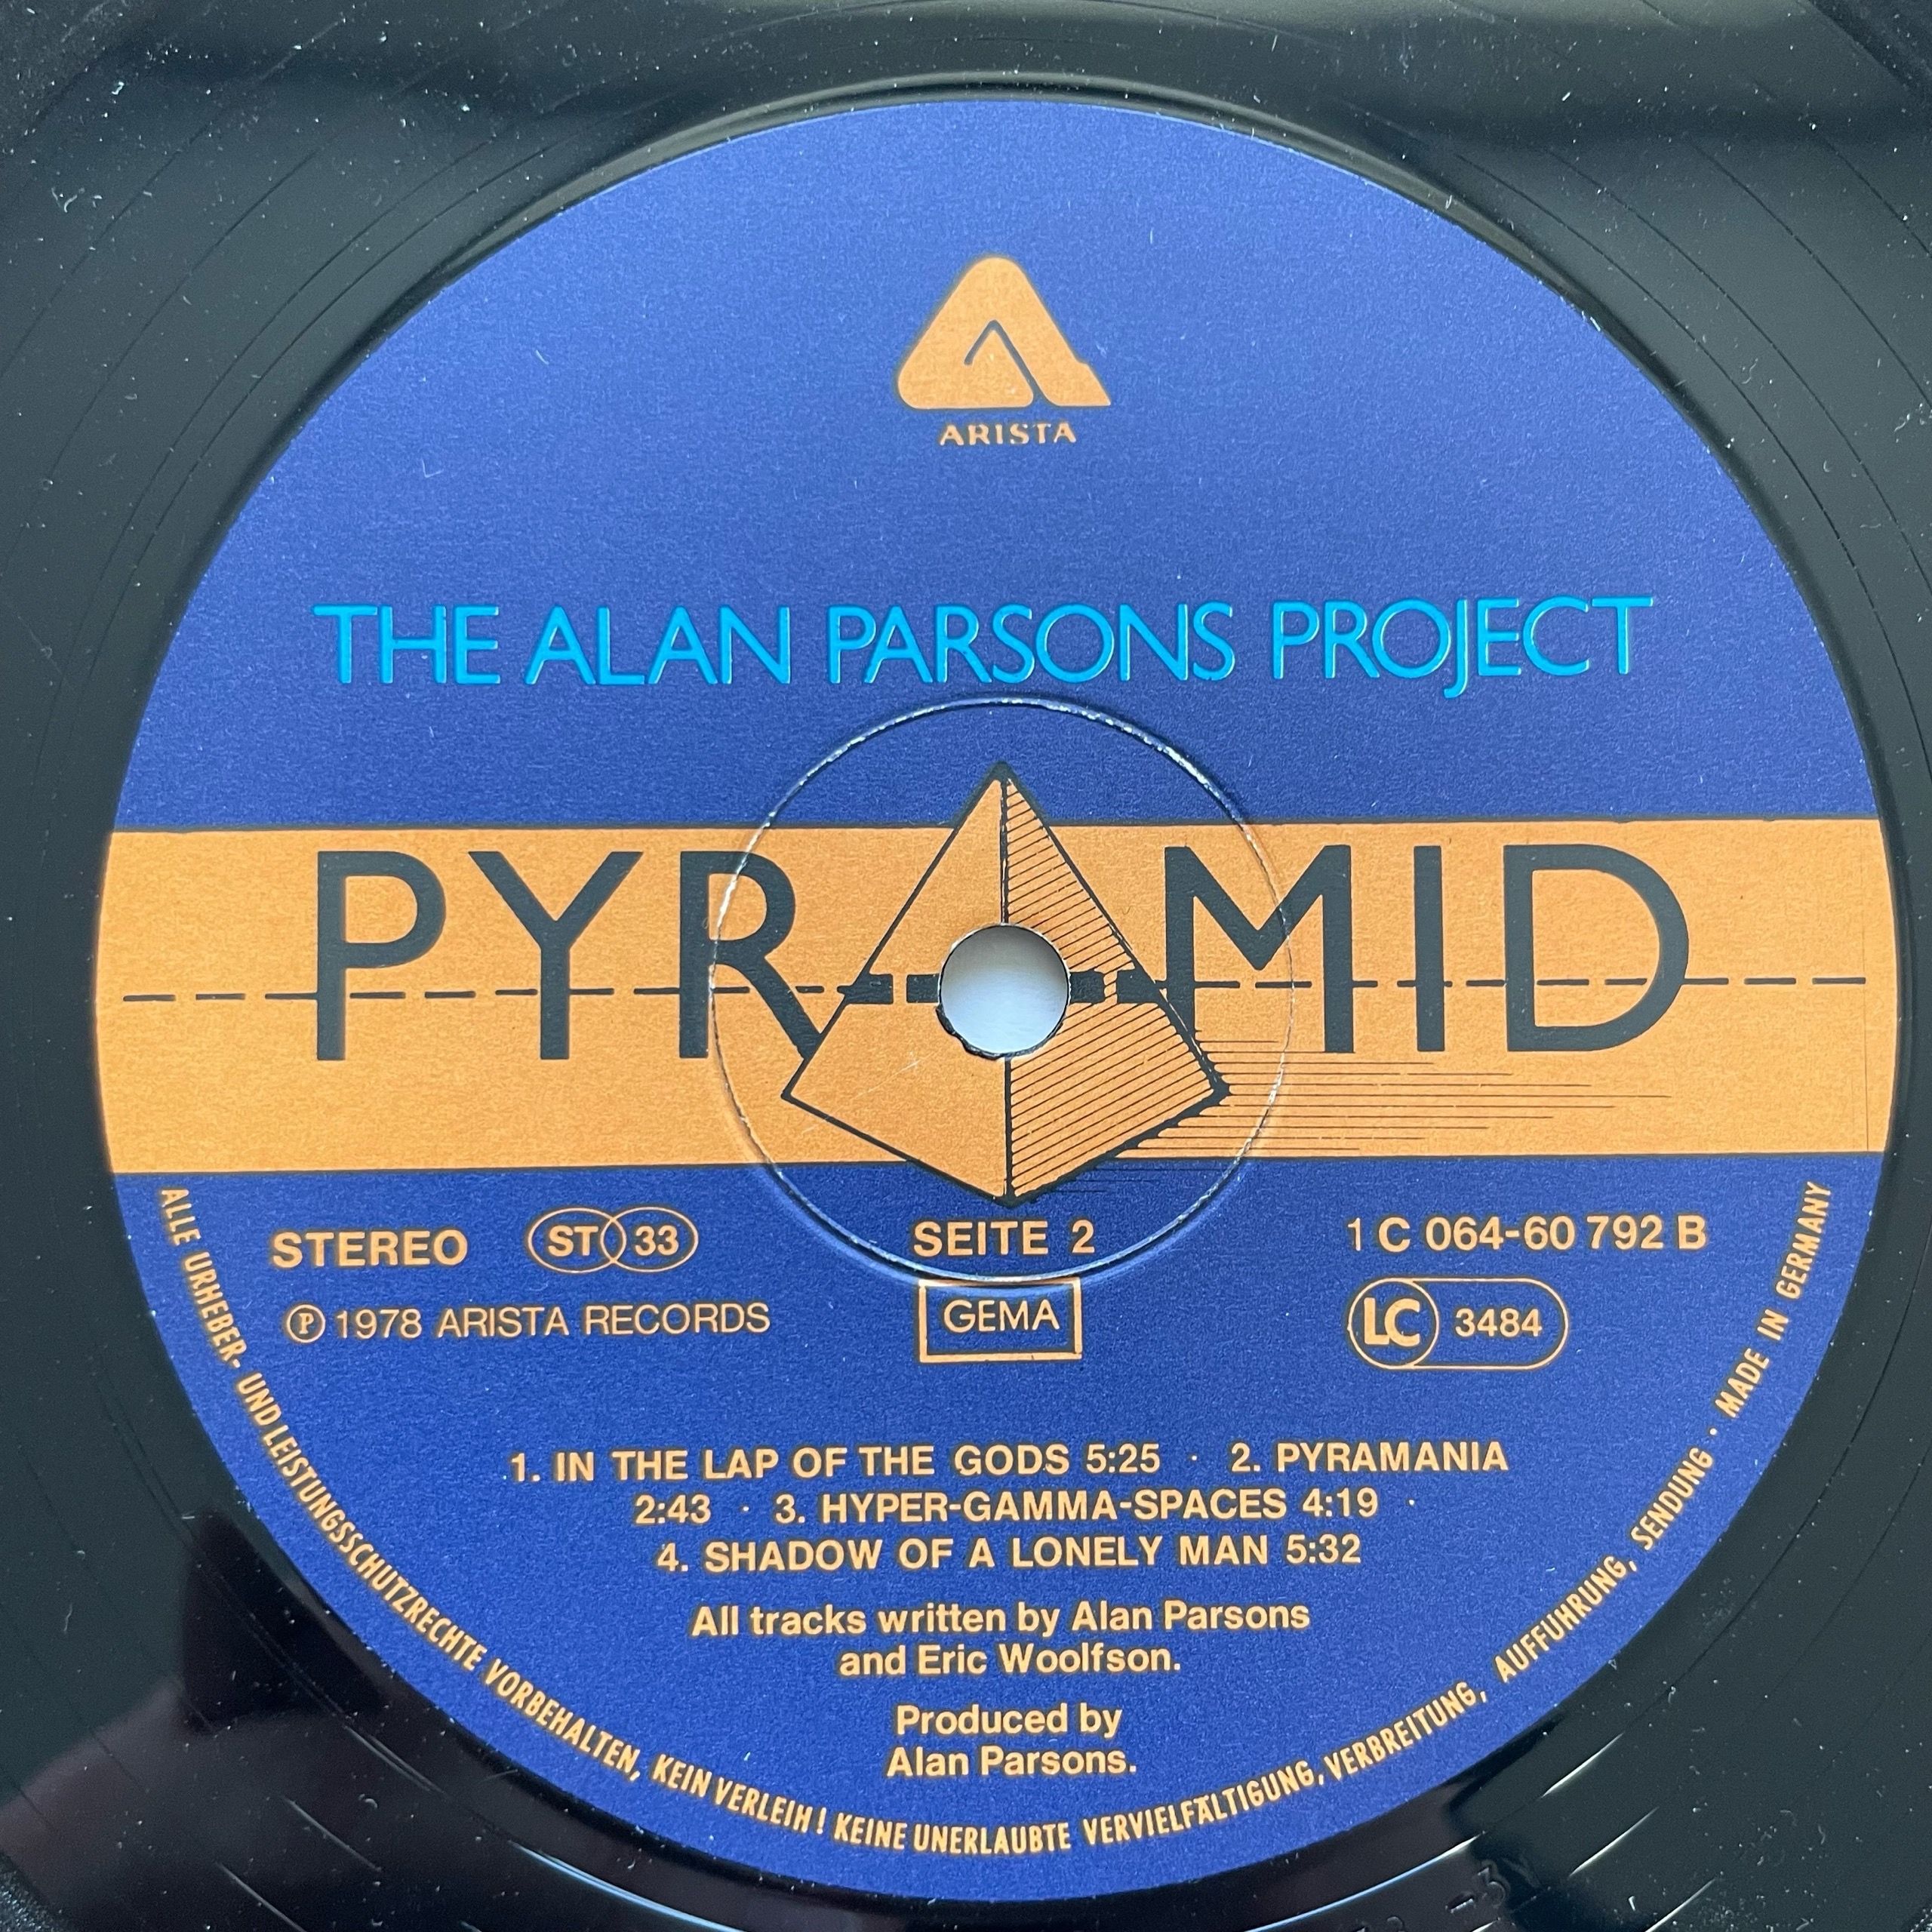 ARISTA
THE ALAN PARSONS PROJECT
PYRAMID
STEREO ST 33 SEITE 2 1 C 064-60 792 B
Ⓟ 1978 ARISTA RECORDS GEMA LC 3484
1. IN THE LAP OF THE GODS 5:25 · 2. PYRAMANIA
2:43 · 3. HYPER-GAMMA-SPACES 4:19 ·
4. SHADOW OF A LONELY MAN 5:32
All tracks written by Alan Parsons
and Eric Woolfson.
Produced by
Alan Parsons.
ALLE URHEBER- UND LEISTUNGSSCHUTZRECHTE VORBEHALTEN, KEIN VERLEIH! KEINE UNERLAUBTE VERVIELFÄLTIGUNG, VERBREITUNG, AUFFÜHRUNG, SENDUNG · MADE IN GERMANY